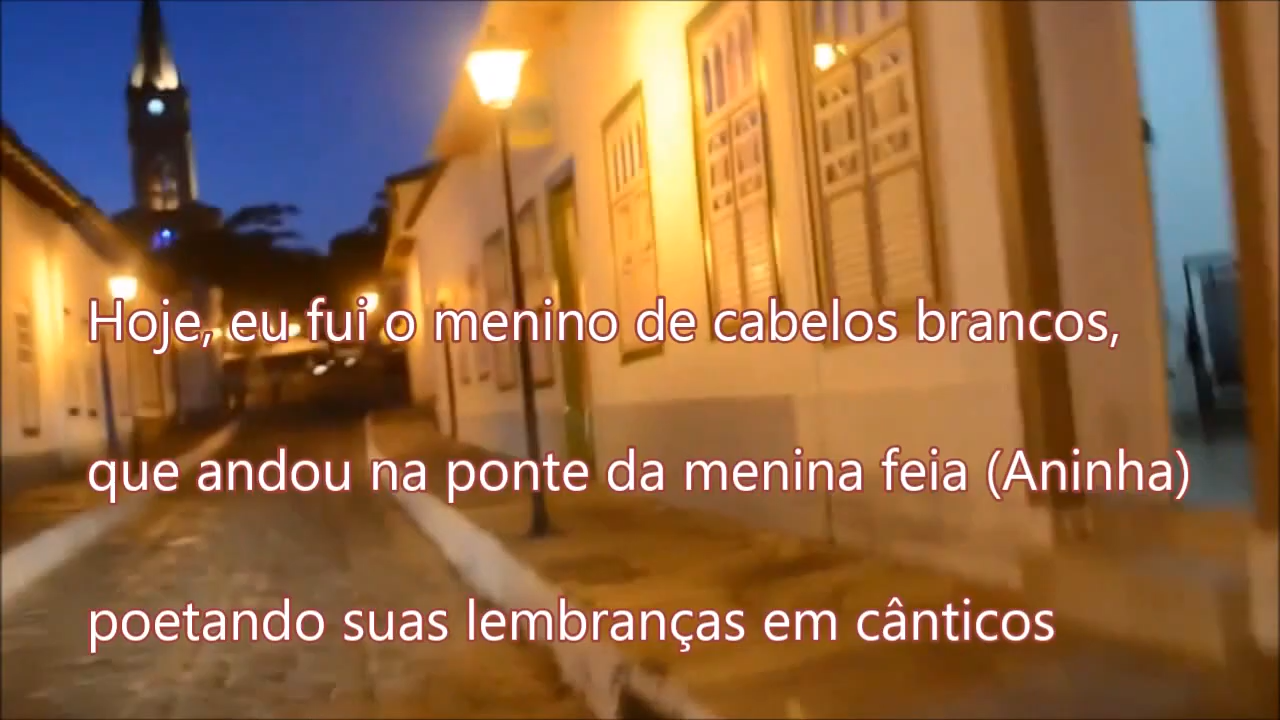 Hoje, eu fui o menino de cabelos brancos,
que andou na ponte da menina feia (Aninha)
poetando suas lembranças em cânticos